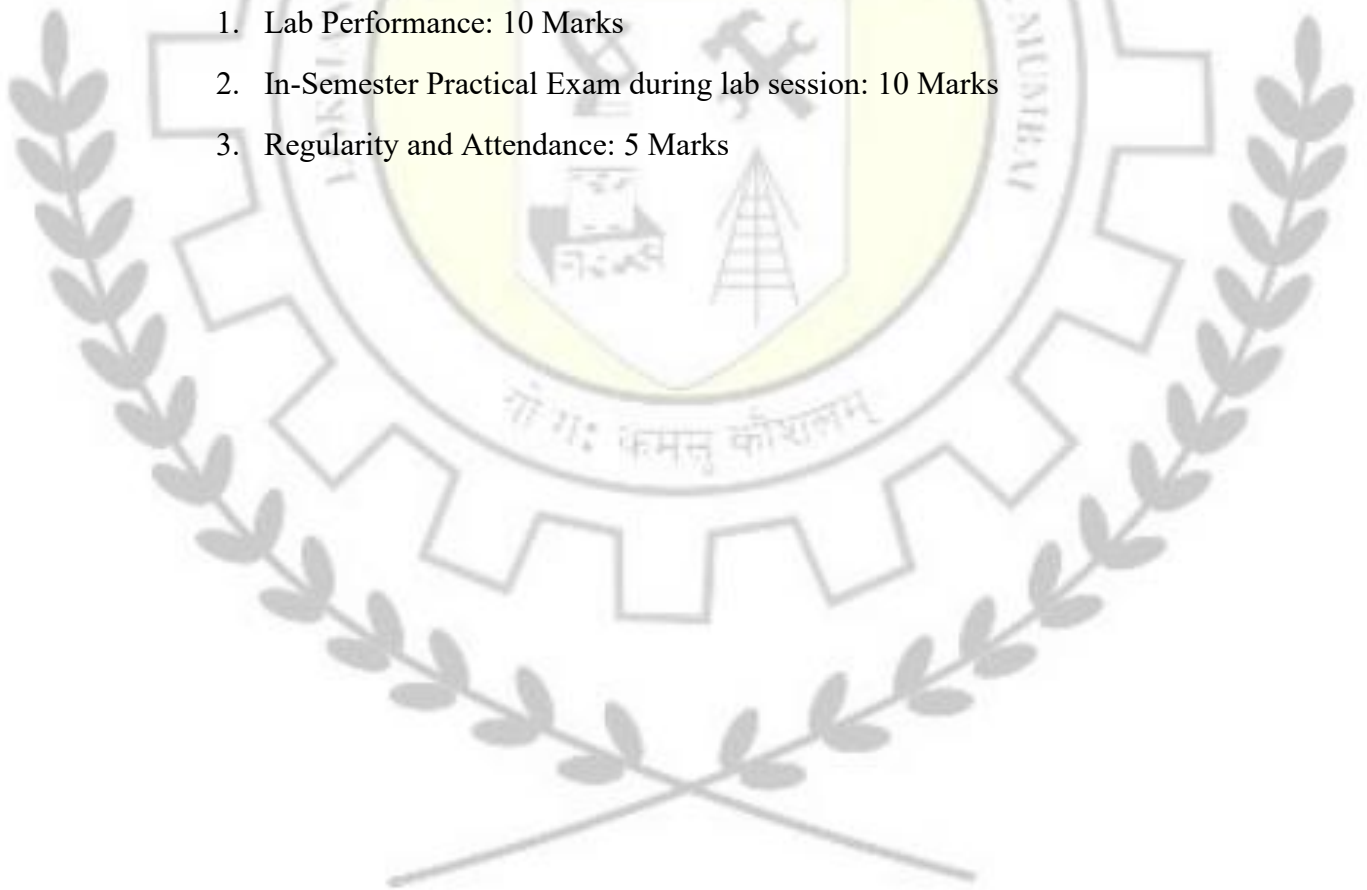 1. Lab Performance: 10 Marks
2. In-Semester Practical Exam during lab session: 10 Marks
3. Regularity and Attendance: 5 Marks
MUMBAI